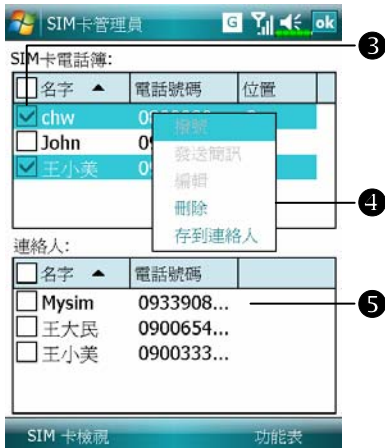 SIM卡管理員 G ok
SIM卡電話簿:
名字 ▲ 電話號碼 位置
chw
John
王小美
撥號
發送簡訊
編輯
刪除
存到連絡人
連絡人:
名字 ▲ 電話號碼
Mysim 0933908...
王大民 0900654...
王小美 0900333...
SIM 卡檢視 功能表
3
4
5